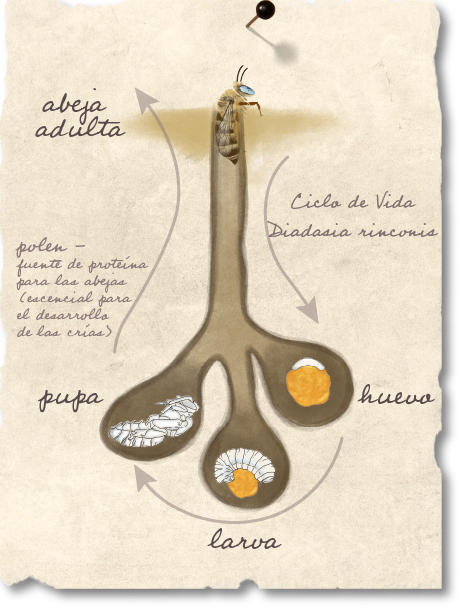 abeja
adulta
Ciclo de Vida
Diadasia rinconis
polen –
fuente de proteína
para las abejas
(escencial para
el desarrollo
de las crías)
pupa
huevo
larva